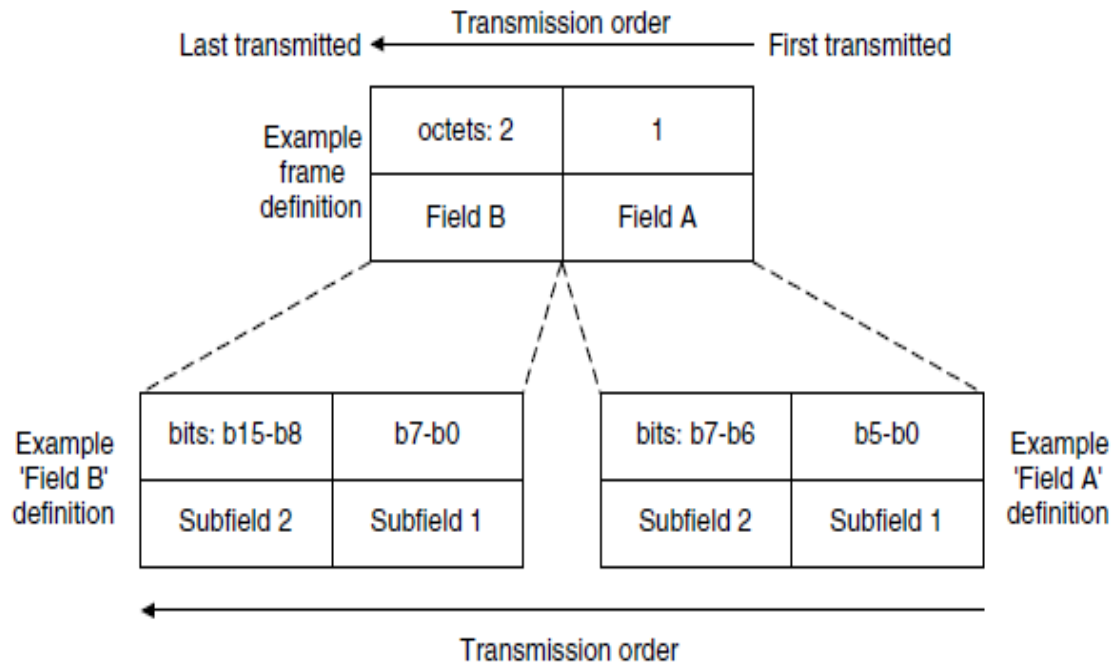 Transmission order
Last transmitted
First transmitted
Example
frame
definition
octets: 2
1
Field B
Field A
Example
'Field B'
definition
bits: b15-b8
b7-b0
Subfield 2
Subfield 1
bits: b7-b6
b5-b0
Subfield 2
Subfield 1
Example
'Field A'
definition
Transmission order